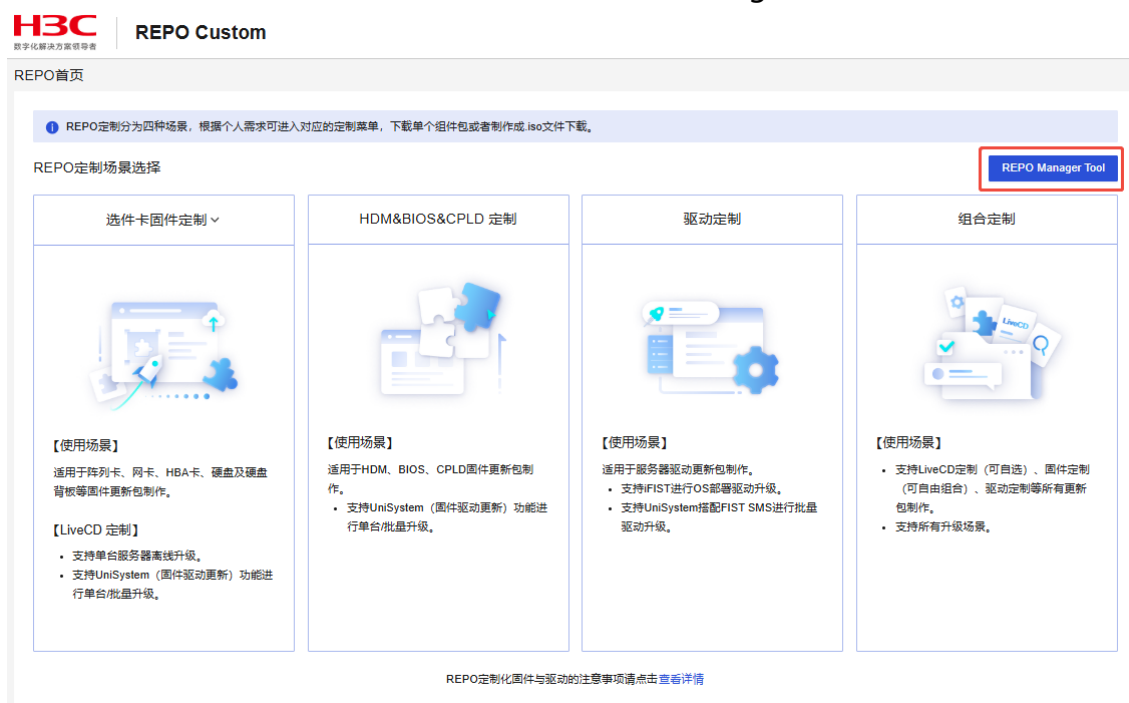 H3C
数字化解决方案领导者
REPO Custom
REPO首页
REPO定制分为四种场景，根据个人需求可进入对应的定制菜单，下载单个组件包或者制作成.iso文件下载。
REPO定制场景选择
REPO Manager Tool
选件卡固件定制
【使用场景】
适用于阵列卡、网卡、HBA卡、硬盘及硬盘
背板等固件更新包制作。
【LiveCD 定制】
• 支持单台服务器离线升级。
• 支持UniSystem（固件驱动更新）功能进
行单台/批量升级。
HDM&BIOS&CPLD 定制
【使用场景】
适用于HDM、BIOS、CPLD固件更新包制
作。
• 支持UniSystem（固件驱动更新）功能进
行单台/批量升级。
驱动定制
【使用场景】
适用于服务器驱动更新包制作。
• 支持iFIST进行OS部署驱动升级。
• 支持UniSystem搭配FIST SMS进行批量
驱动升级。
组合定制
LiveCD
【使用场景】
• 支持LiveCD定制（可自选）、固件定制
（可自由组合）、驱动定制等所有更新
包制作。
• 支持所有升级场景。
REPO定制化固件与驱动的注意事项请点击查看详情